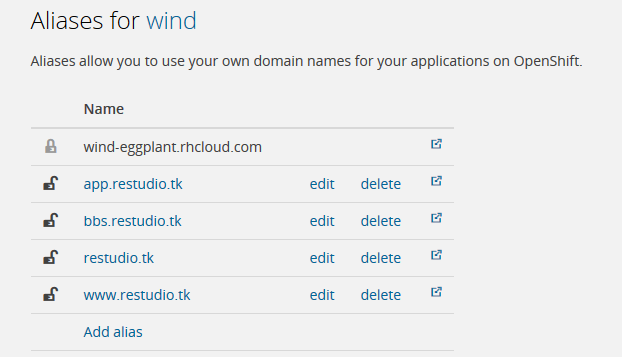 Aliases for wind
Aliases allow you to use your own domain names for your applications on OpenShift.
Name
wind-eggplant.rhcloud.com
app.restudio.tk edit delete
bbs.restudio.tk edit delete
restudio.tk edit delete
www.restudio.tk edit delete
Add alias